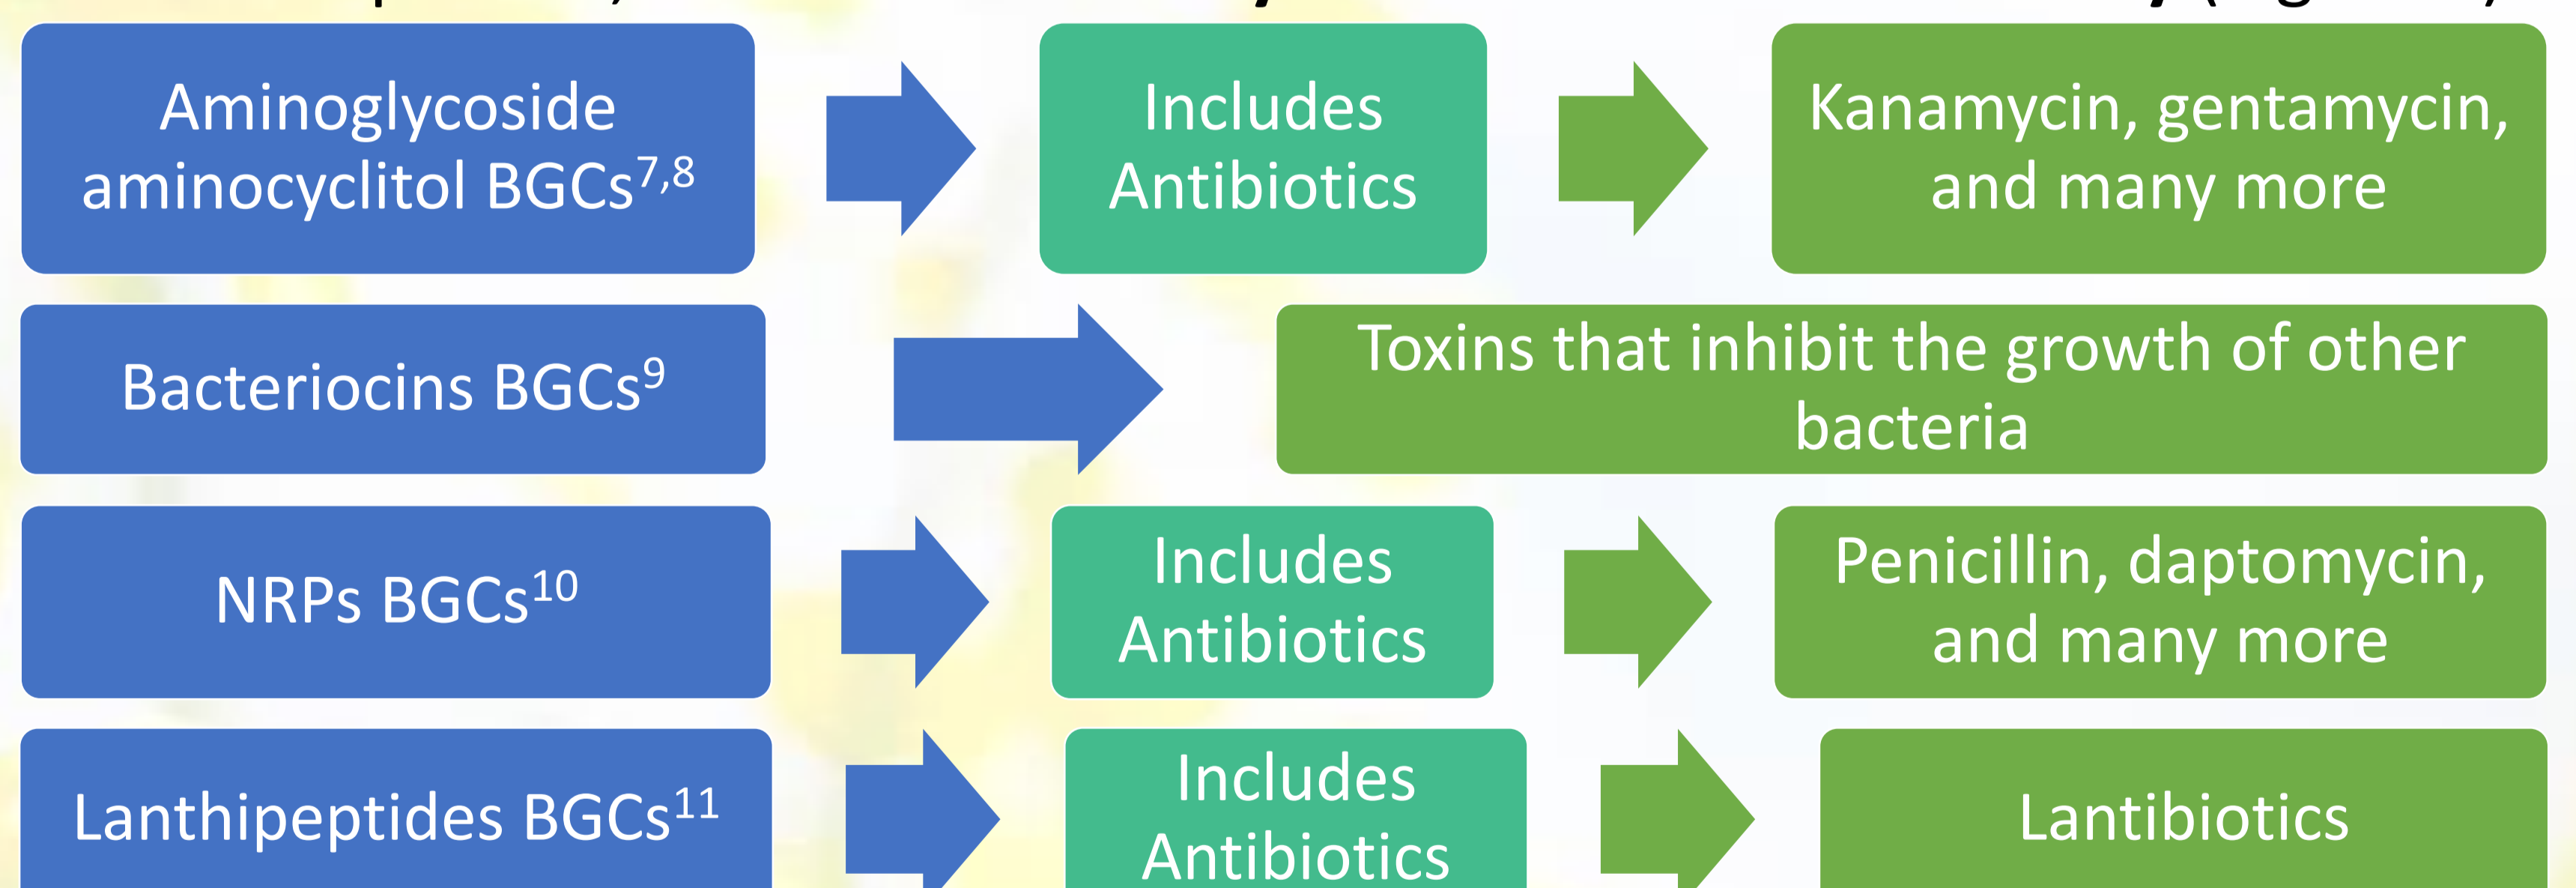 Aminoglycoside
aminocyclitol BGCs7,8
Includes
Antibiotics
Kanamycin, gentamycin,
and many more
Bacteriocins BGCs9
Toxins that inhibit the growth of other
bacteria
NRPs BGCs10
Includes
Antibiotics
Penicillin, daptomycin,
and many more
Lanthipeptides BGCs11
Includes
Antibiotics
Lantibiotics